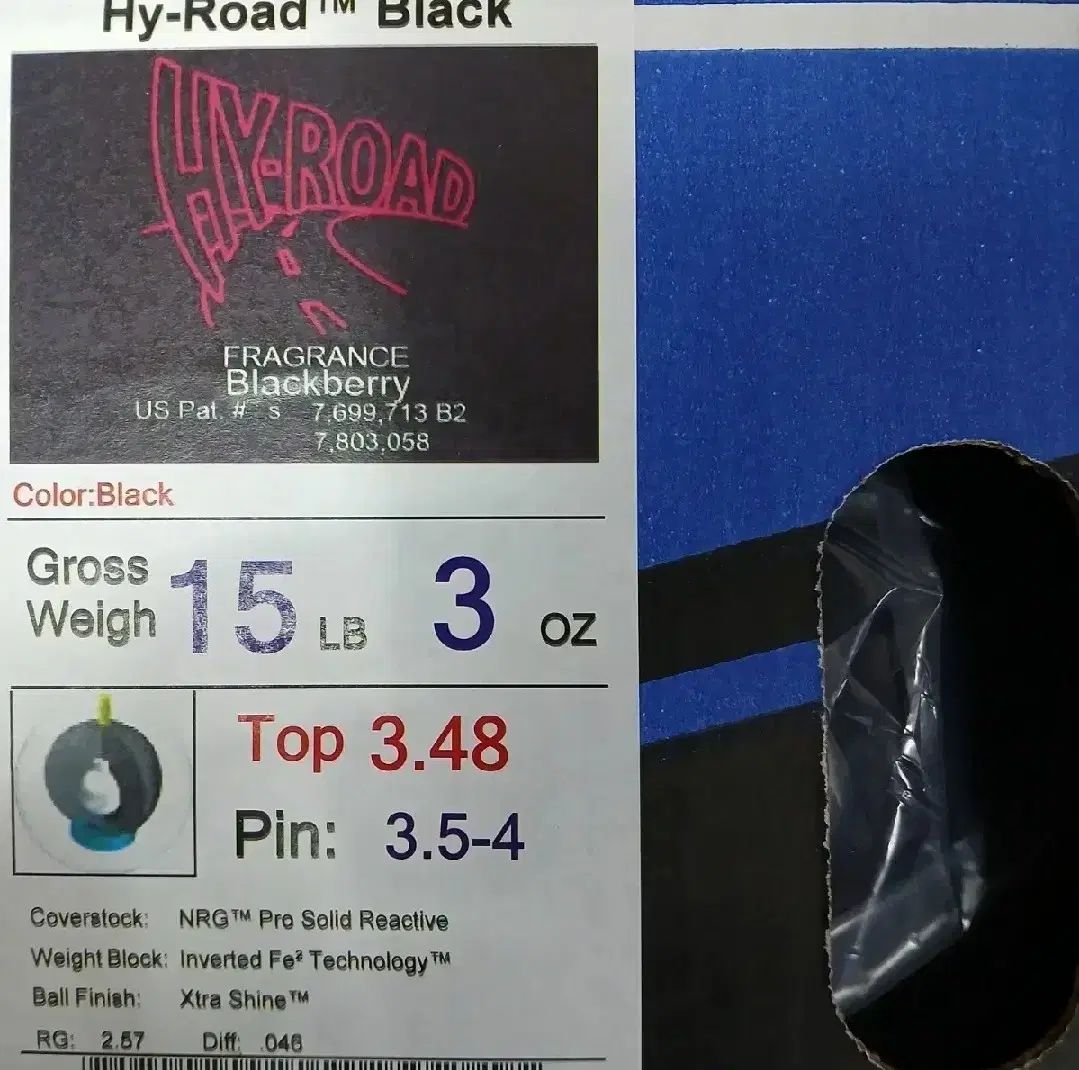 Hy-Road™ Black
HY-ROAD
FRAGRANCE
Blackberry
US Pat. # s 7,699,713 B2
7,803,058
Color:Black
Gross
Weigh 15 LB 3 OZ
Top 3.48
Pin: 3.5-4
Coverstock: NRG™ Pro Solid Reactive
Weight Block: Inverted Fe² Technology™
Ball Finish: Xtra Shine™
RG: 2.57 Diff: .046